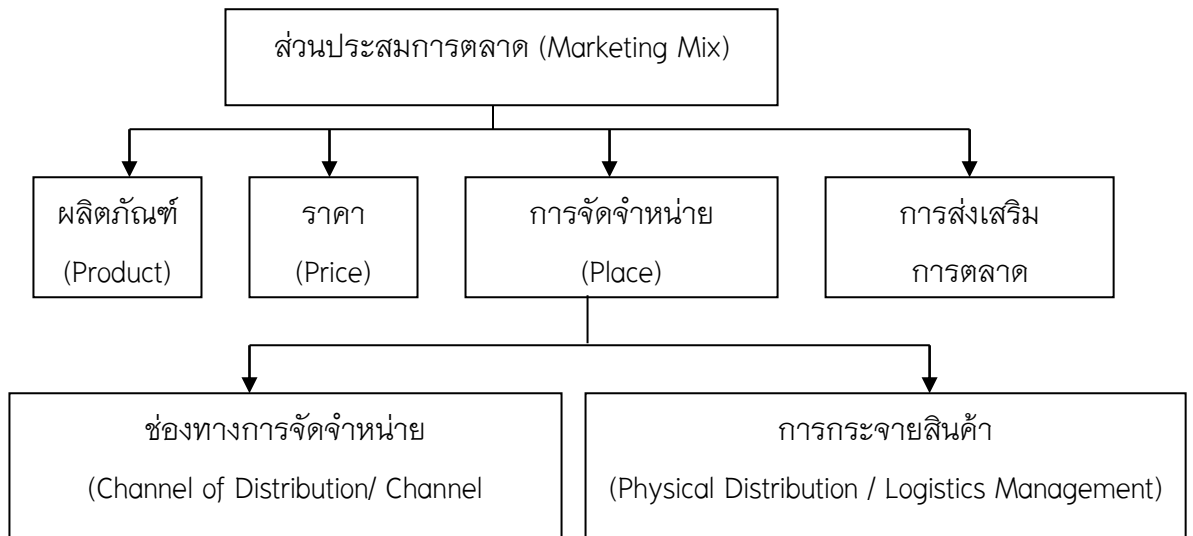 ส่วนประสมการตลาด (Marketing Mix)
ผลิตภัณฑ์
(Product)
ราคา
(Price)
การจัดจำหน่าย
(Place)
การส่งเสริม
การตลาด
ช่องทางการจัดจำหน่าย
(Channel of Distribution/ Channel
การกระจายสินค้า
(Physical Distribution / Logistics Management)